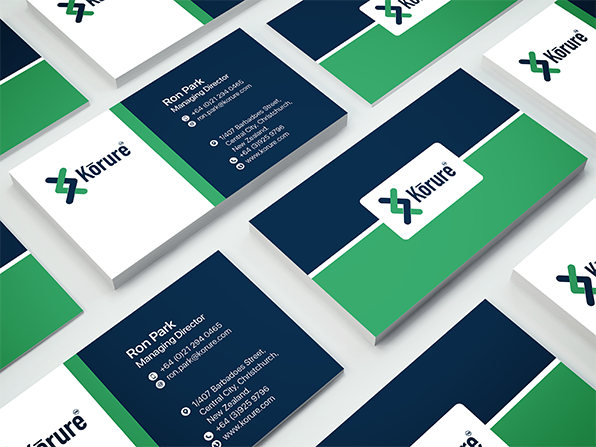 Kōrure
Kōrure
Ron Park
Managing Director
+64 (0)21 294 0465
ron.park@korure.com
1/407 Barbadoes Street,
Central City, Christchurch,
New Zealand.
+64 (3)925 9796
www.korure.com
Kōrure
Kōrure
Ron Park
Managing Director
+64 (0)21 294 0465
ron.park@korure.com
1/407 Barbadoes Street,
Central City, Christchurch,
New Zealand.
+64 (3)925 9796
www.korure.com
Kōrure